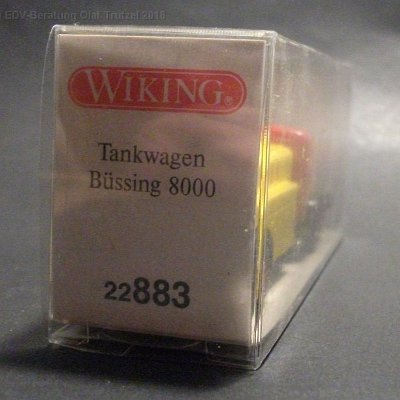 EDV-Beratung Olaf Trutzel 2016
WIKING®
Tankwagen
Büssing 8000
22883